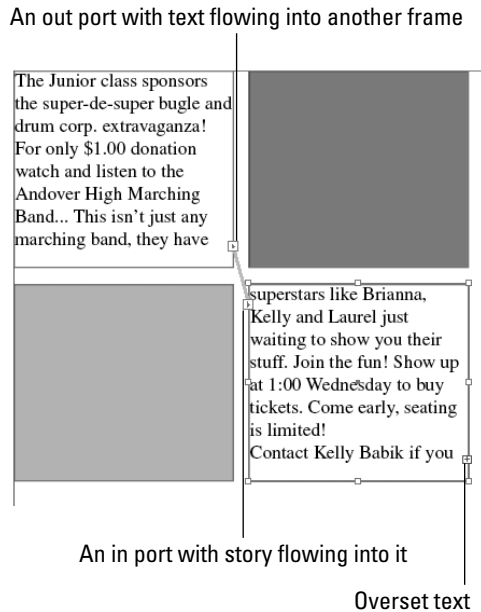 An out port with text flowing into another frame
The Junior class sponsors
the super-de-super bugle and
drum corp. extravaganza!
For only $1.00 donation
watch and listen to the
Andover High Marching
Band... This isn't just any
marching band, they have
superstars like Brianna,
Kelly and Laurel just
waiting to show you their
stuff. Join the fun! Show up
at 1:00 Wednesday to buy
tickets. Come early, seating
is limited!
Contact Kelly Babik if you
An in port with story flowing into it
Overset text